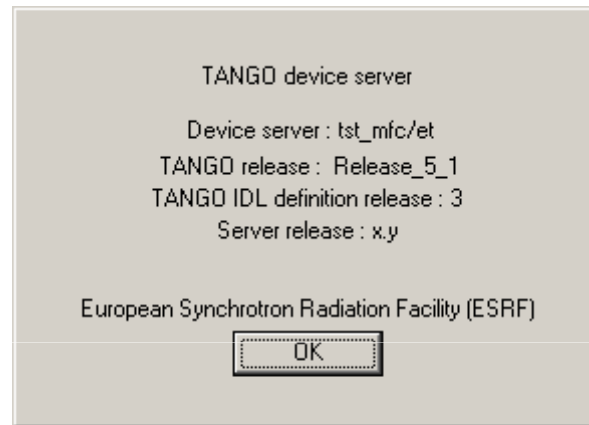 TANGO device server
Device server : tst_mfc/et
TANGO release : Release_5_1
TANGO IDL definition release : 3
Server release : x.y
European Synchrotron Radiation Facility (ESRF)
OK